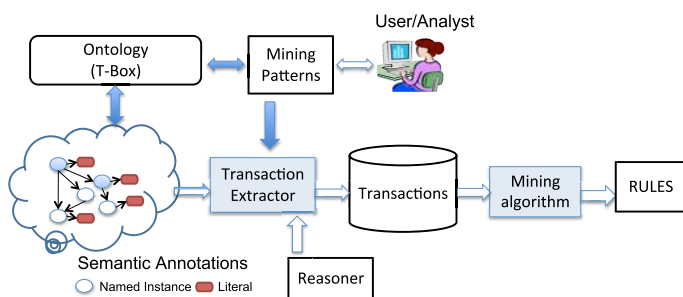 User/Analyst
Ontology
(T-Box)
Mining
Patterns
Transaction
Extractor
Transactions
Mining
algorithm
RULES
Semantic Annotations
Named Instance
Literal
Reasoner